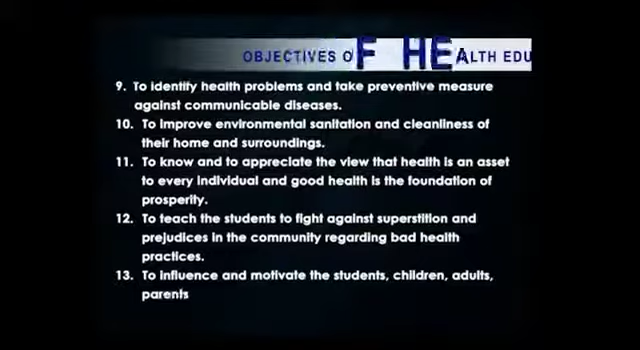 OBJECTIVES OF HEALTH EDU
9. To identify health problems and take preventive measure
against communicable diseases.
10. To improve environmental sanitation and cleanliness of
their home and surroundings.
11. To know and to appreciate the view that health is an asset
to every individual and good health is the foundation of
prosperity.
12. To teach the students to fight against superstition and
prejudices in the community regarding bad health
practices.
13. To influence and motivate the students, children, adults,
parents